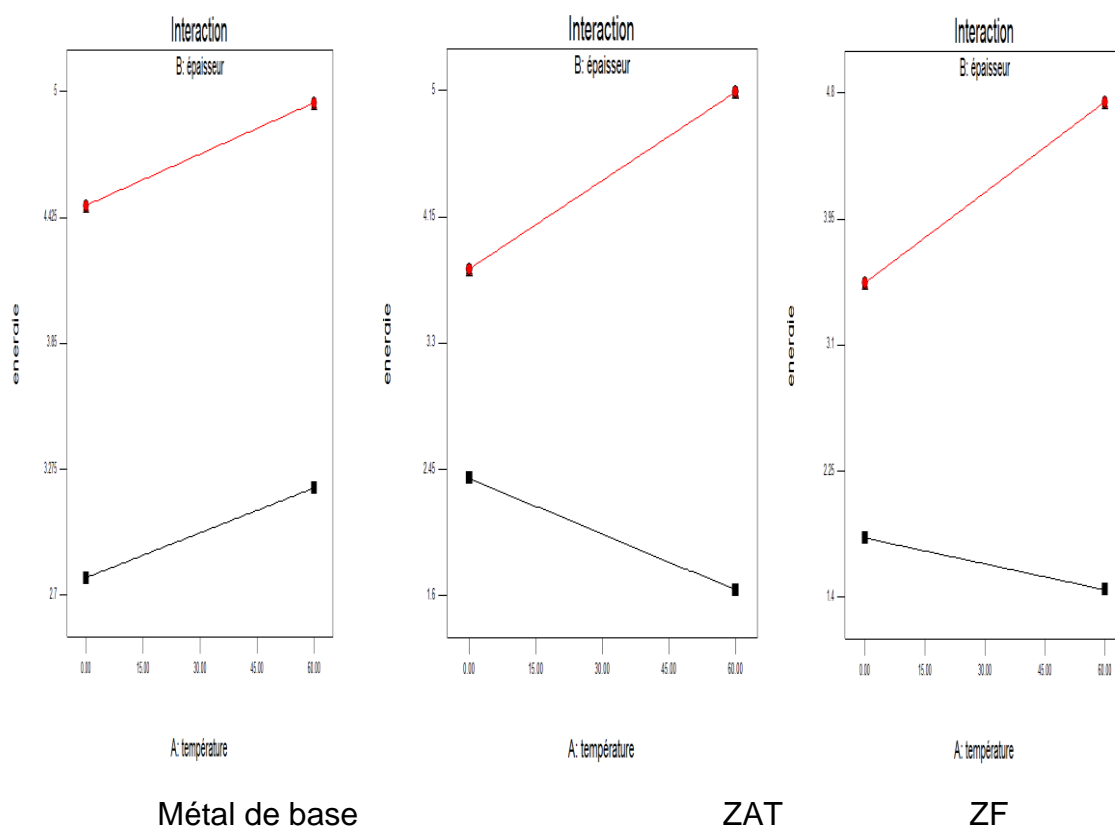 Interaction
B: épaisseur
5
4.425
3.85
3.275
2.7
energie
0.00 15.00 30.00 45.00 60.00
A: température
Métal de base
Interaction
B: épaisseur
5
4.15
3.3
2.45
1.6
energie
0.00 15.00 30.00 45.00 60.00
A: température
ZAT
Interaction
B: épaisseur
4.8
3.95
3.1
2.25
1.4
energie
0.00 15.00 30.00 45.00 60.00
A: température
ZF